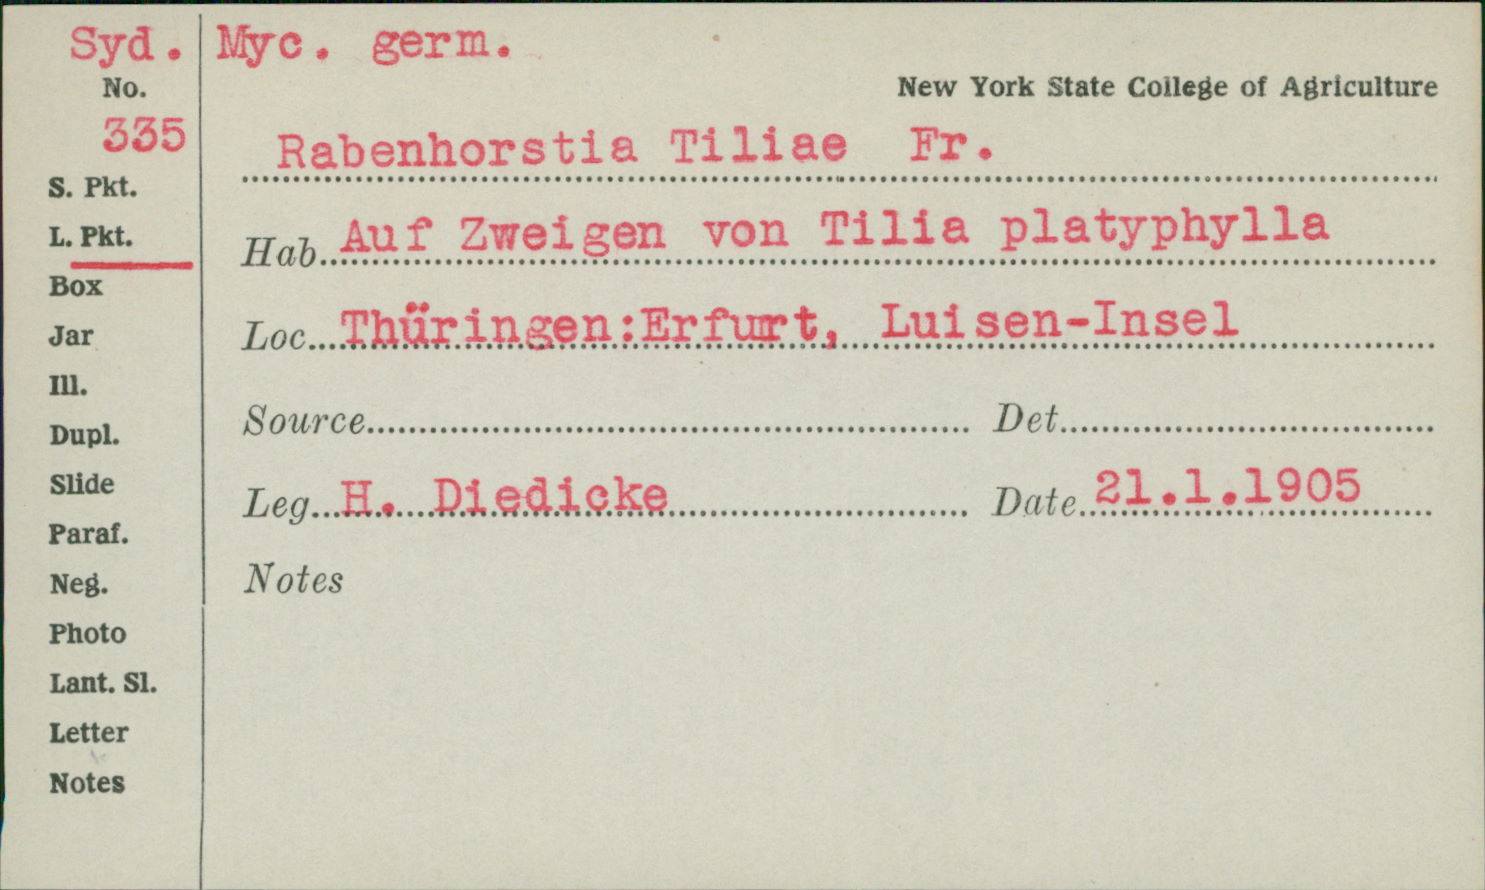 Syd. Myc. germ.
No.
New York State College of Agriculture
335
Rabenhorstia Tiliae Fr.
S. Pkt.
L. Pkt.
Hab. Auf Zweigen von Tilia platyphylla
Box
Jar
Loc. Thüringen:Erfurt, Luisen-Insel
Ill.
Dupl.
Source Det.
Slide
Leg. H. Diedicke Date 21.1.1905
Paraf.
Neg.
Notes
Photo
Lant. Sl.
Letter
Notes